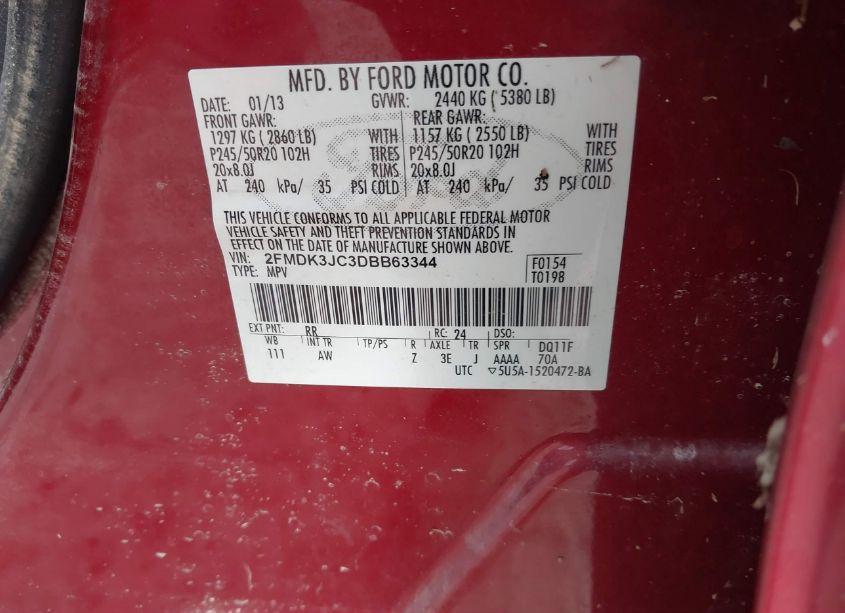 MFD. BY FORD MOTOR CO.
DATE: 01/13 GVWR: 2440 KG ( 5380 LB)
FRONT GAWR: REAR GAWR:
1297 KG ( 2860 LB) WITH 1157 KG ( 2550 LB) WITH
P245/50R20 102H TIRES P245/50R20 102H TIRES
20x8.0J RIMS 20x8.0J RIMS
AT 240 kPa/ 35 PSI COLD AT 240 kPa/ 35 PSI COLD
Ford
THIS VEHICLE CONFORMS TO ALL APPLICABLE FEDERAL MOTOR
VEHICLE SAFETY AND THEFT PREVENTION STANDARDS IN
EFFECT ON THE DATE OF MANUFACTURE SHOWN ABOVE.
VIN: 2FMDK3JC3DBB63344 F0154
TYPE: MPV T0198
EXT PNT: RR RC: 24 DSO:
WB INT TR TP/PS R AXLE TR SPR DQ11F
111 AW Z 3E J AAAA 70A
UTC ▽5U5A-1520472-BA